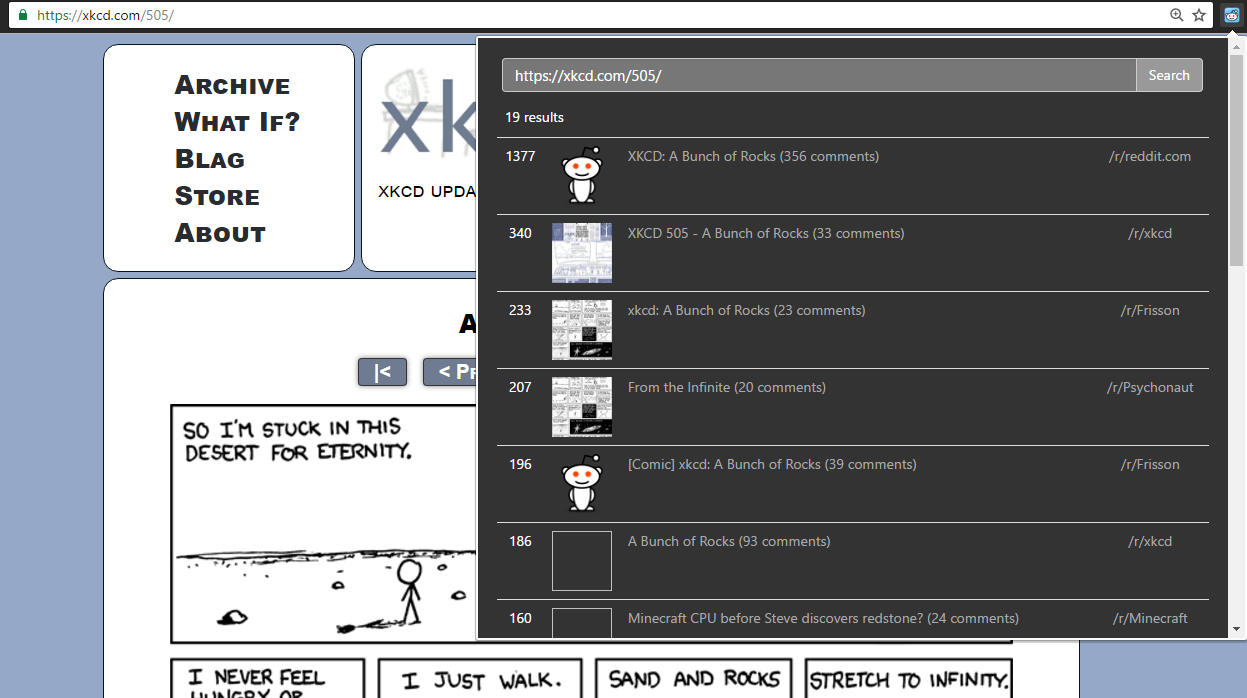 https://xkcd.com/505/
ARCHIVE
WHAT IF?
BLAG
STORE
ABOUT
xk
XKCD UPDA
A
|<
< PR
SO I'M STUCK IN THIS
DESERT FOR ETERNITY.
I NEVER FEEL
HUNGRY OR
I JUST WALK.
SAND AND ROCKS
STRETCH TO INFINITY.
https://xkcd.com/505/
Search
19 results
1377 XKCD: A Bunch of Rocks (356 comments) /r/reddit.com
340 XKCD 505 - A Bunch of Rocks (33 comments) /r/xkcd
233 xkcd: A Bunch of Rocks (23 comments) /r/Frisson
207 From the Infinite (20 comments) /r/Psychonaut
196 [Comic] xkcd: A Bunch of Rocks (39 comments) /r/Frisson
186 A Bunch of Rocks (93 comments) /r/xkcd
160 Minecraft CPU before Steve discovers redstone? (24 comments) /r/Minecraft